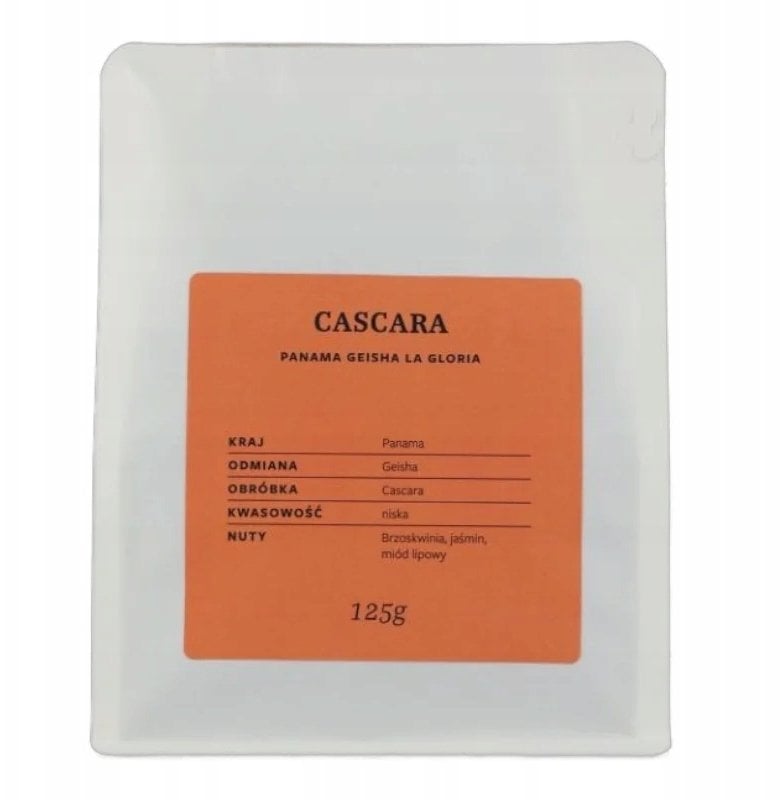 CASCARA
PANAMA GEISHA LA GLORIA
KRAJ Panama
ODMIANA Geisha
OBRÓBKA Cascara
KWASOWOŚĆ niska
NUTY Brzoskwinia, jaśmin,
miód lipowy
125g